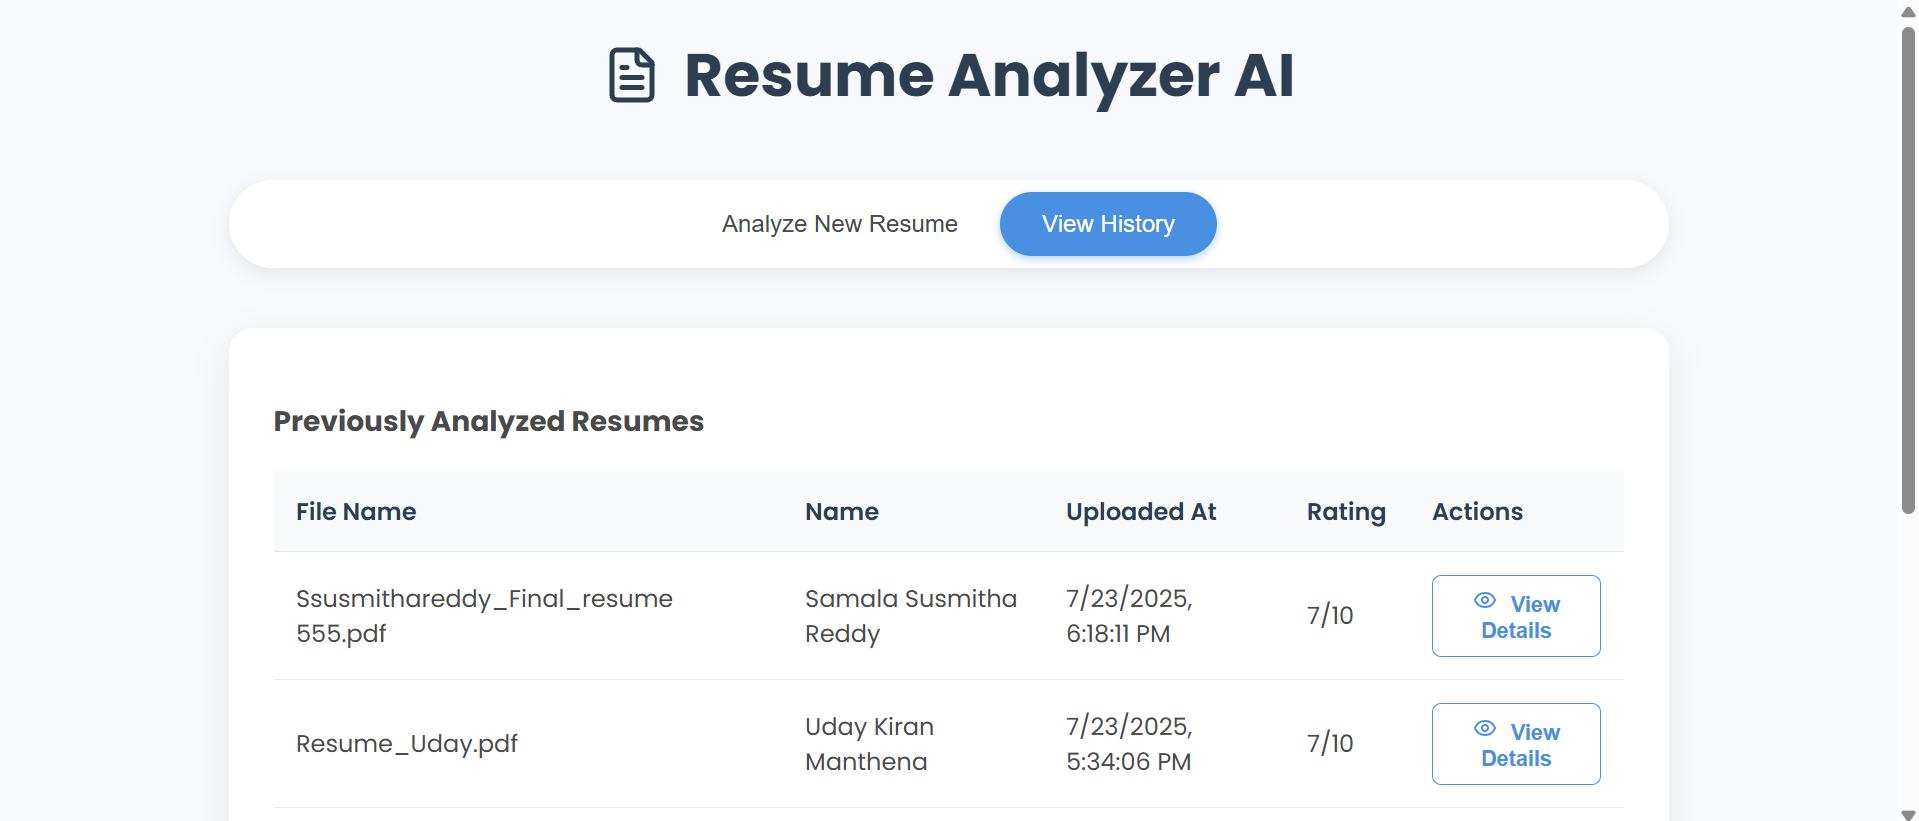 Resume Analyzer AI
Analyze New Resume View History
Previously Analyzed Resumes
File Name Name Uploaded At Rating Actions
Ssusmithareddy_Final_resume
555.pdf
Samala Susmitha
Reddy
7/23/2025,
6:18:11 PM
7/10
View
Details
Resume_Uday.pdf
Uday Kiran
Manthena
7/23/2025,
5:34:06 PM
7/10
View
Details